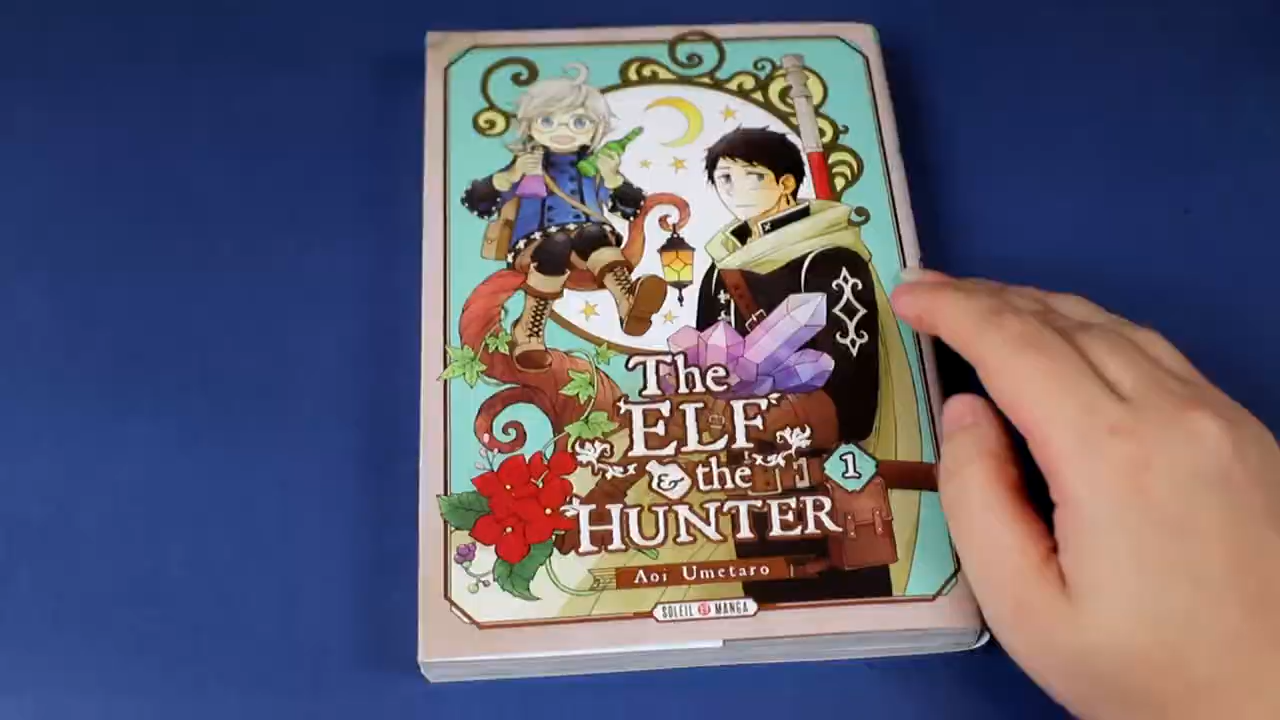 The
ELF
& the
HUNTER
1
Aoi Umetaro
SOLEIL MANGA